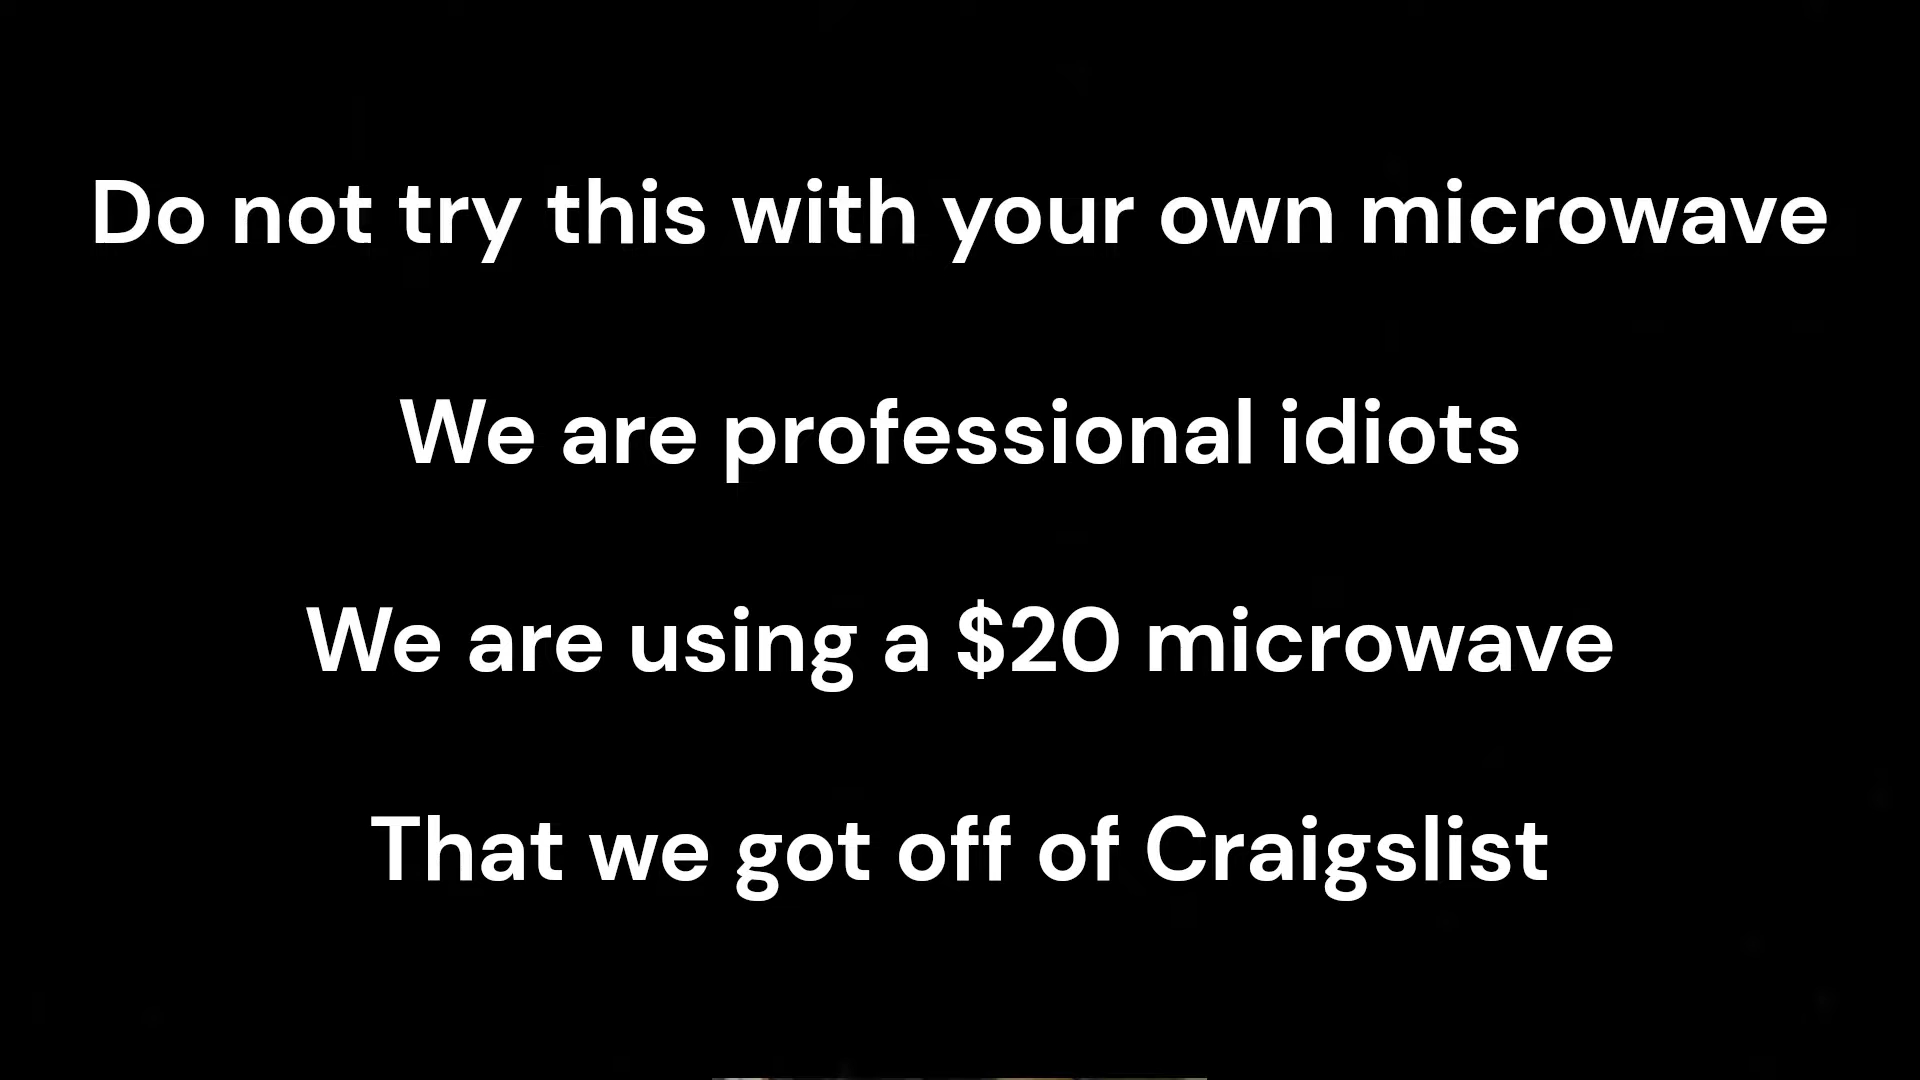 Do not try this with your own microwave
We are professional idiots
We are using a $20 microwave
That we got off of Craigslist